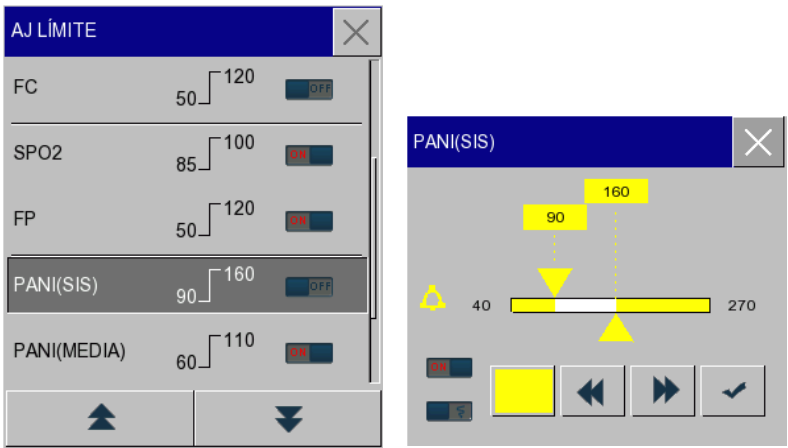 AJ LÍMITE
FC 50 120 OFF
SPO2 85 100 ON
FP 50 120 ON
PANI(SIS) 90 160 OFF
PANI(MEDIA) 60 110 ON
PANI(SIS)
160
90
40 270
ON